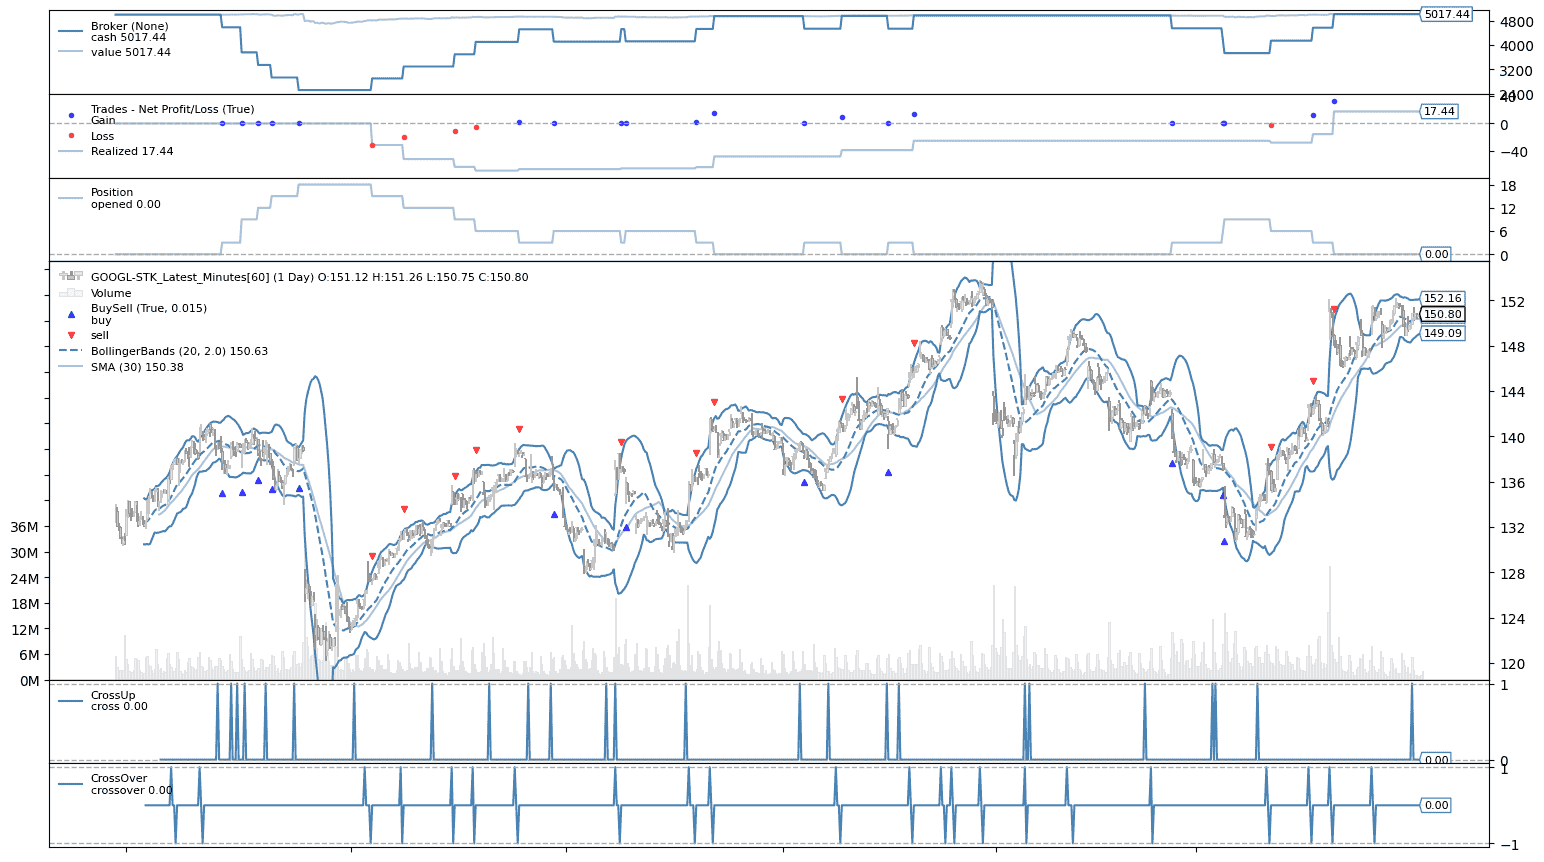 Broker (None)
cash 5017.44
value 5017.44
5017.44
4800
4000
3200
2400
Trades - Net Profit/Loss (True)
Gain
Loss
Realized 17.44
40
17.44
0
−40
Position
opened 0.00
18
12
6
0.00
0
GOOGL-STK_Latest_Minutes[60] (1 Day) O:151.12 H:151.26 L:150.75 C:150.80
Volume
BuySell (True, 0.015)
buy
sell
BollingerBands (20, 2.0) 150.63
SMA (30) 150.38
152.16
152
150.80
149.09
148
144
140
136
132
128
124
120
36M
30M
24M
18M
12M
6M
0M
CrossUp
cross 0.00
1
0.00
0
CrossOver
crossover 0.00
1
0.00
−1